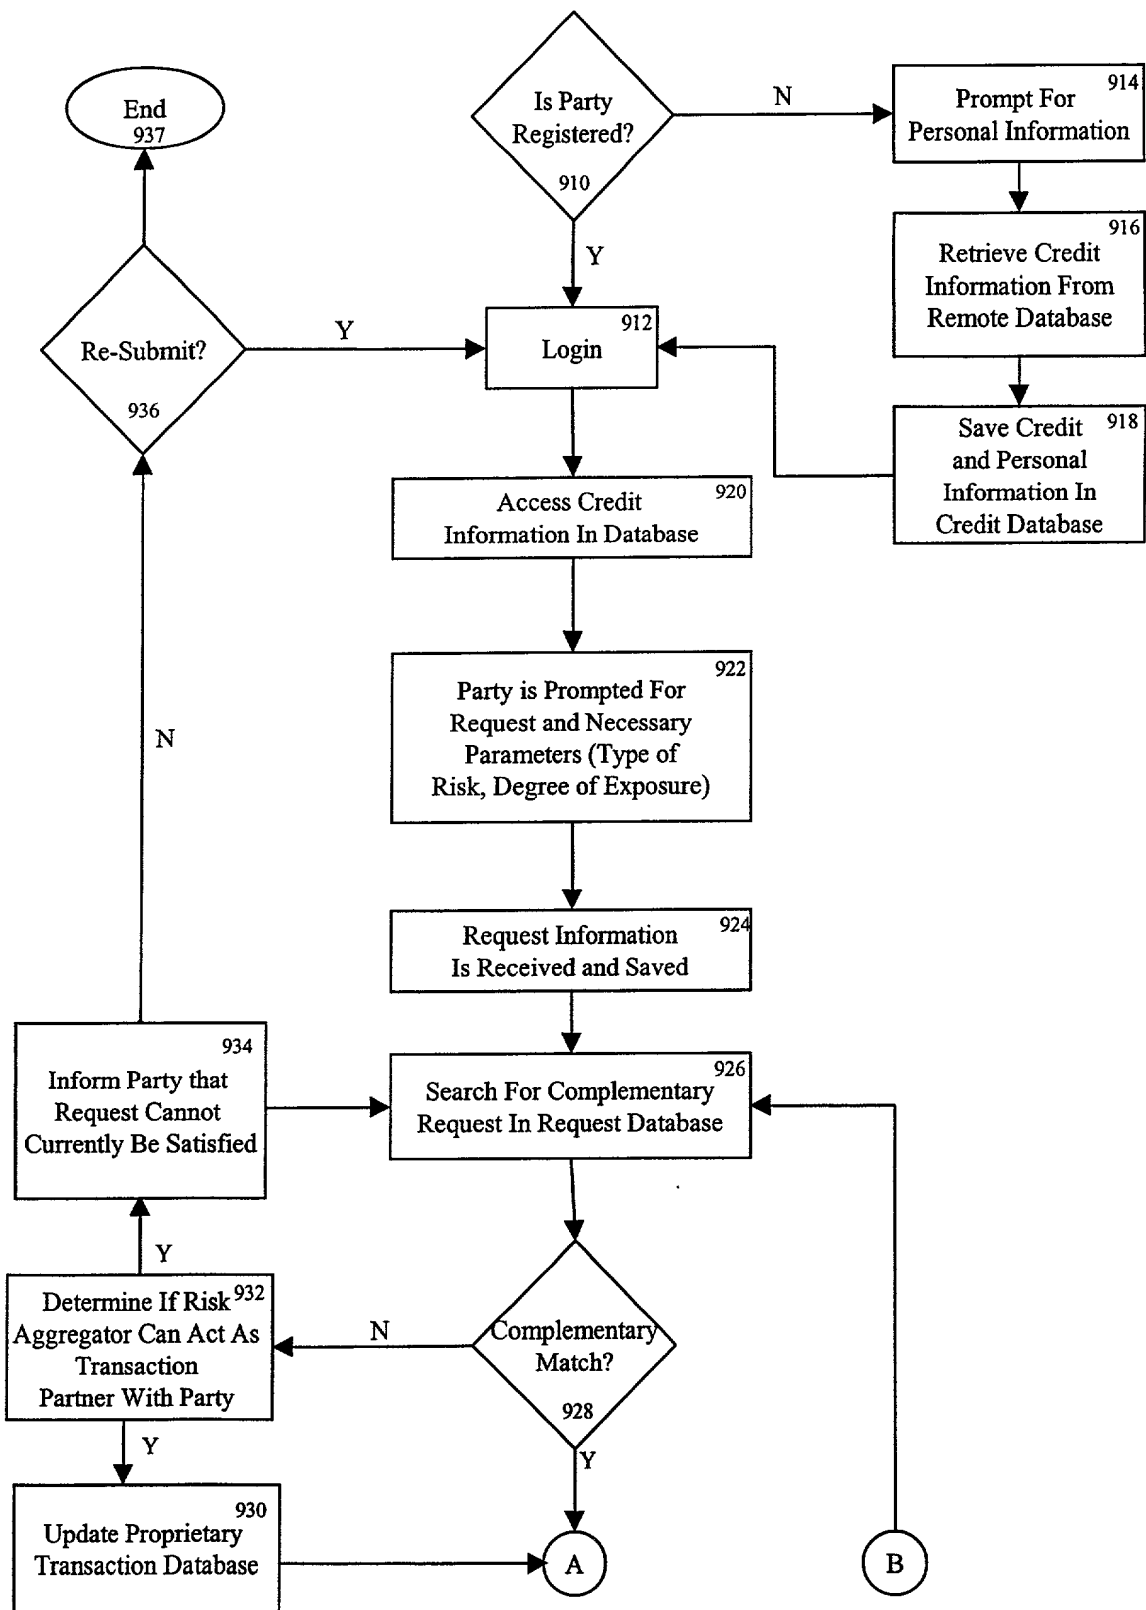 End
937
Is Party
Registered?
910
N
914
Prompt For
Personal Information
916
Retrieve Credit
Information From
Remote Database
918
Save Credit
and Personal
Information In
Credit Database
Y
912
Login
Y
Re-Submit?
936
920
Access Credit
Information In Database
922
Party is Prompted For
Request and Necessary
Parameters (Type of
Risk, Degree of Exposure)
N
924
Request Information
Is Received and Saved
934
Inform Party that
Request Cannot
Currently Be Satisfied
926
Search For Complementary
Request In Request Database
Y
932
Determine If Risk
Aggregator Can Act As
Transaction
Partner With Party
N
Complementary
Match?
928
Y
Y
930
Update Proprietary
Transaction Database
A
B